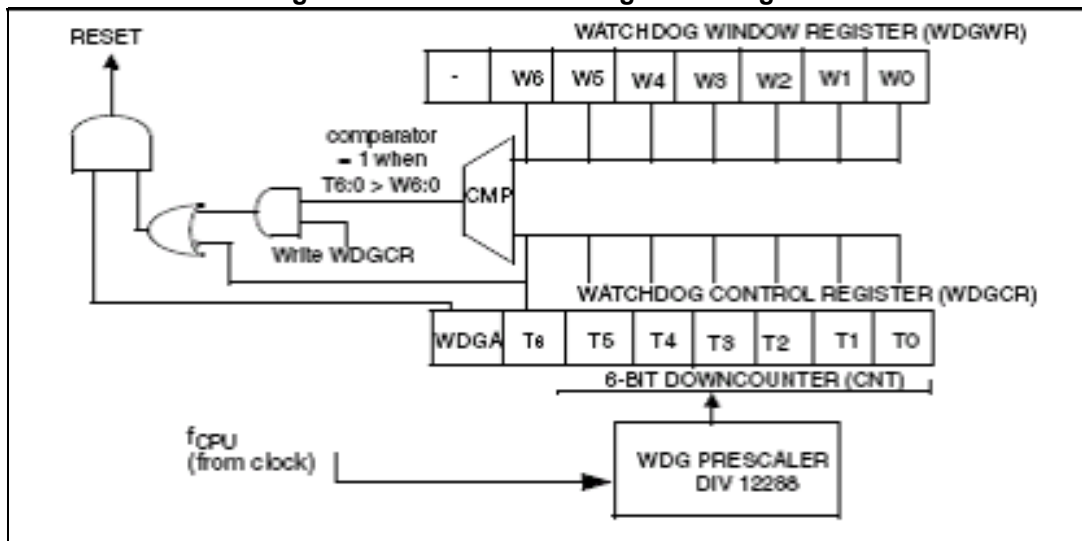 RESET
WATCHDOG WINDOW REGISTER (WDGWR)
- W6 W5 W4 W3 W2 W1 W0
comparator
= 1 when
T6:0 > W6:0
CMP
Write WDGCR
WATCHDOG CONTROL REGISTER (WDGCR)
WDGA T6 T5 T4 T3 T2 T1 T0
6-BIT DOWNCOUNTER (CNT)
fCPU
(from clock)
WDG PRESCALER
DIV 12288